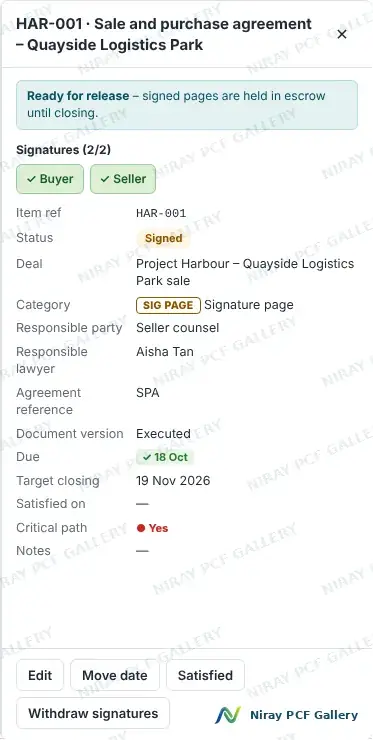 HAR-001 · Sale and purchase agreement
– Quayside Logistics Park
✕
Ready for release – signed pages are held in escrow
until closing.
Signatures (2/2)
✓ Buyer ✓ Seller
Item ref HAR-001
Status Signed
Deal Project Harbour – Quayside Logistics
Park sale
Category SIG PAGE Signature page
Responsible party Seller counsel
Responsible Aisha Tan
lawyer
Agreement SPA
reference
Document version Executed
Due ✓ 18 Oct
Target closing 19 Nov 2026
Satisfied on —
Critical path ● Yes
Notes —
Edit Move date Satisfied
Withdraw signatures
Niray PCF Gallery
NIRAY PCF GALLERY